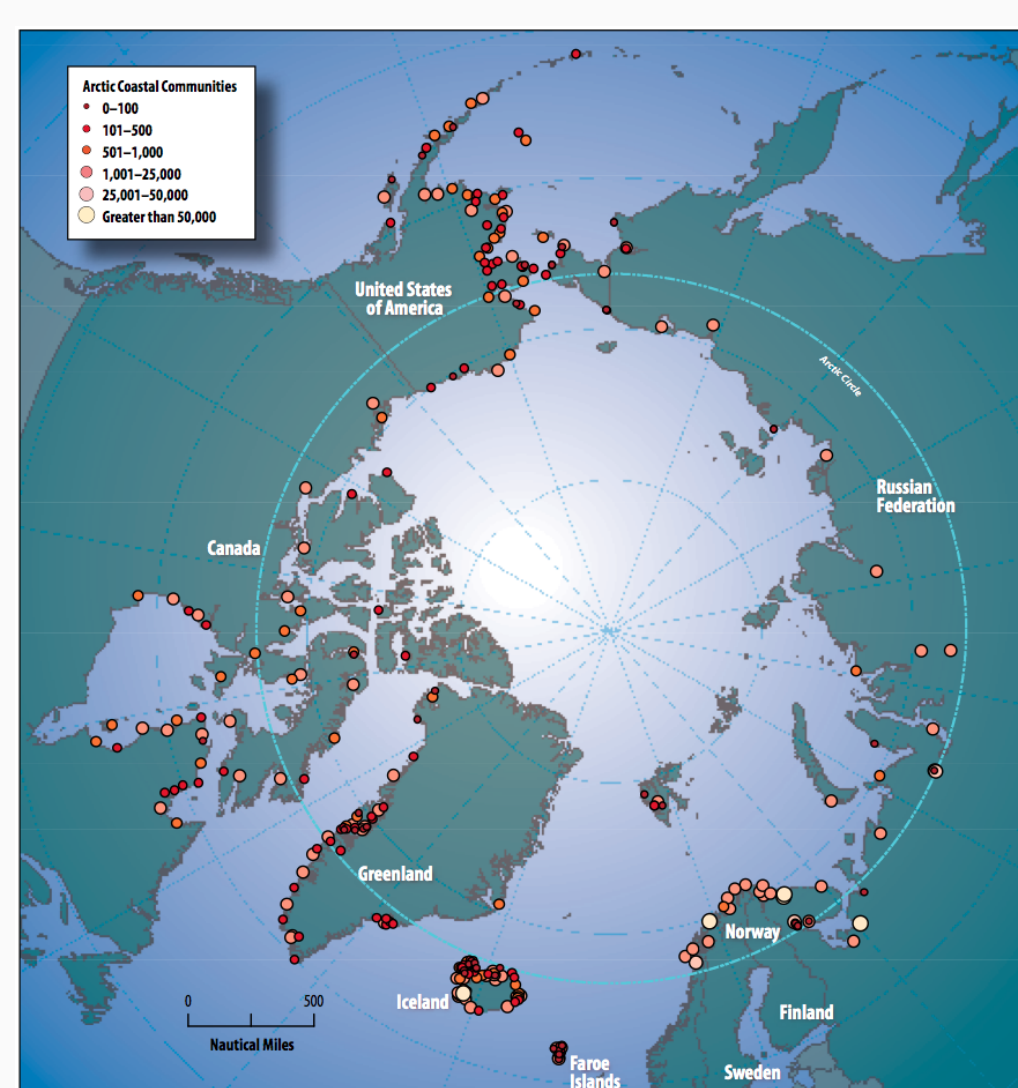 Arctic Coastal Communities
0–100
101–500
501–1,000
1,001–25,000
25,001–50,000
Greater than 50,000
United States
of America
Arctic Circle
Russian
Federation
Canada
Greenland
Norway
Iceland
Finland
0 500
Nautical Miles
Faroe
Islands
Sweden